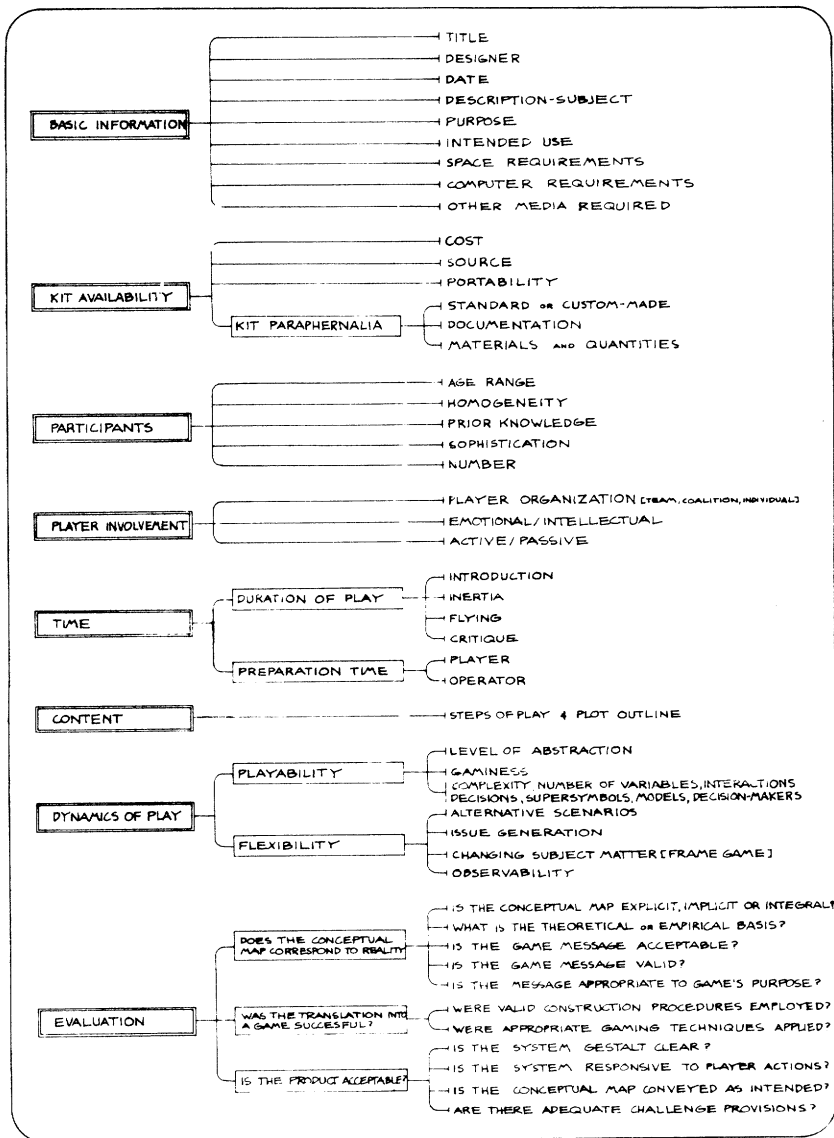 BASIC INFORMATION
TITLE
DESIGNER
DATE
DESCRIPTION-SUBJECT
PURPOSE
INTENDED USE
SPACE REQUIREMENTS
COMPUTER REQUIREMENTS
OTHER MEDIA REQUIRED
KIT AVAILABILITY
COST
SOURCE
PORTABILITY
KIT PARAPHERNALIA
STANDARD OR CUSTOM-MADE
DOCUMENTATION
MATERIALS AND QUANTITIES
PARTICIPANTS
AGE RANGE
HOMOGENEITY
PRIOR KNOWLEDGE
SOPHISTICATION
NUMBER
PLAYER INVOLVEMENT
PLAYER ORGANIZATION [TEAM, COALITION, INDIVIDUAL]
EMOTIONAL/INTELLECTUAL
ACTIVE/PASSIVE
TIME
DURATION OF PLAY
INTRODUCTION
INERTIA
FLYING
CRITIQUE
PREPARATION TIME
PLAYER
OPERATOR
CONTENT
STEPS OF PLAY & PLOT OUTLINE
DYNAMICS OF PLAY
PLAYABILITY
LEVEL OF ABSTRACTION
GAMINESS
COMPLEXITY, NUMBER OF VARIABLES, INTERACTIONS
DECISIONS, SUPERSYMBOLS, MODELS, DECISION-MAKERS
FLEXIBILITY
ALTERNATIVE SCENARIOS
ISSUE GENERATION
CHANGING SUBJECT MATTER [FRAME GAME]
OBSERVABILITY
EVALUATION
DOES THE CONCEPTUAL
MAP CORRESPOND TO REALITY
IS THE CONCEPTUAL MAP EXPLICIT, IMPLICIT OR INTEGRAL?
WHAT IS THE THEORETICAL OR EMPIRICAL BASIS?
IS THE GAME MESSAGE ACCEPTABLE?
IS THE GAME MESSAGE VALID?
IS THE MESSAGE APPROPRIATE TO GAME'S PURPOSE?
WAS THE TRANSLATION INTO
A GAME SUCCESFUL?
WERE VALID CONSTRUCTION PROCEDURES EMPLOYED?
WERE APPROPRIATE GAMING TECHNIQUES APPLIED?
IS THE PRODUCT ACCEPTABLE?
IS THE SYSTEM GESTALT CLEAR?
IS THE SYSTEM RESPONSIVE TO PLAYER ACTIONS?
IS THE CONCEPTUAL MAP CONVEYED AS INTENDED?
ARE THERE ADEQUATE CHALLENGE PROVISIONS?